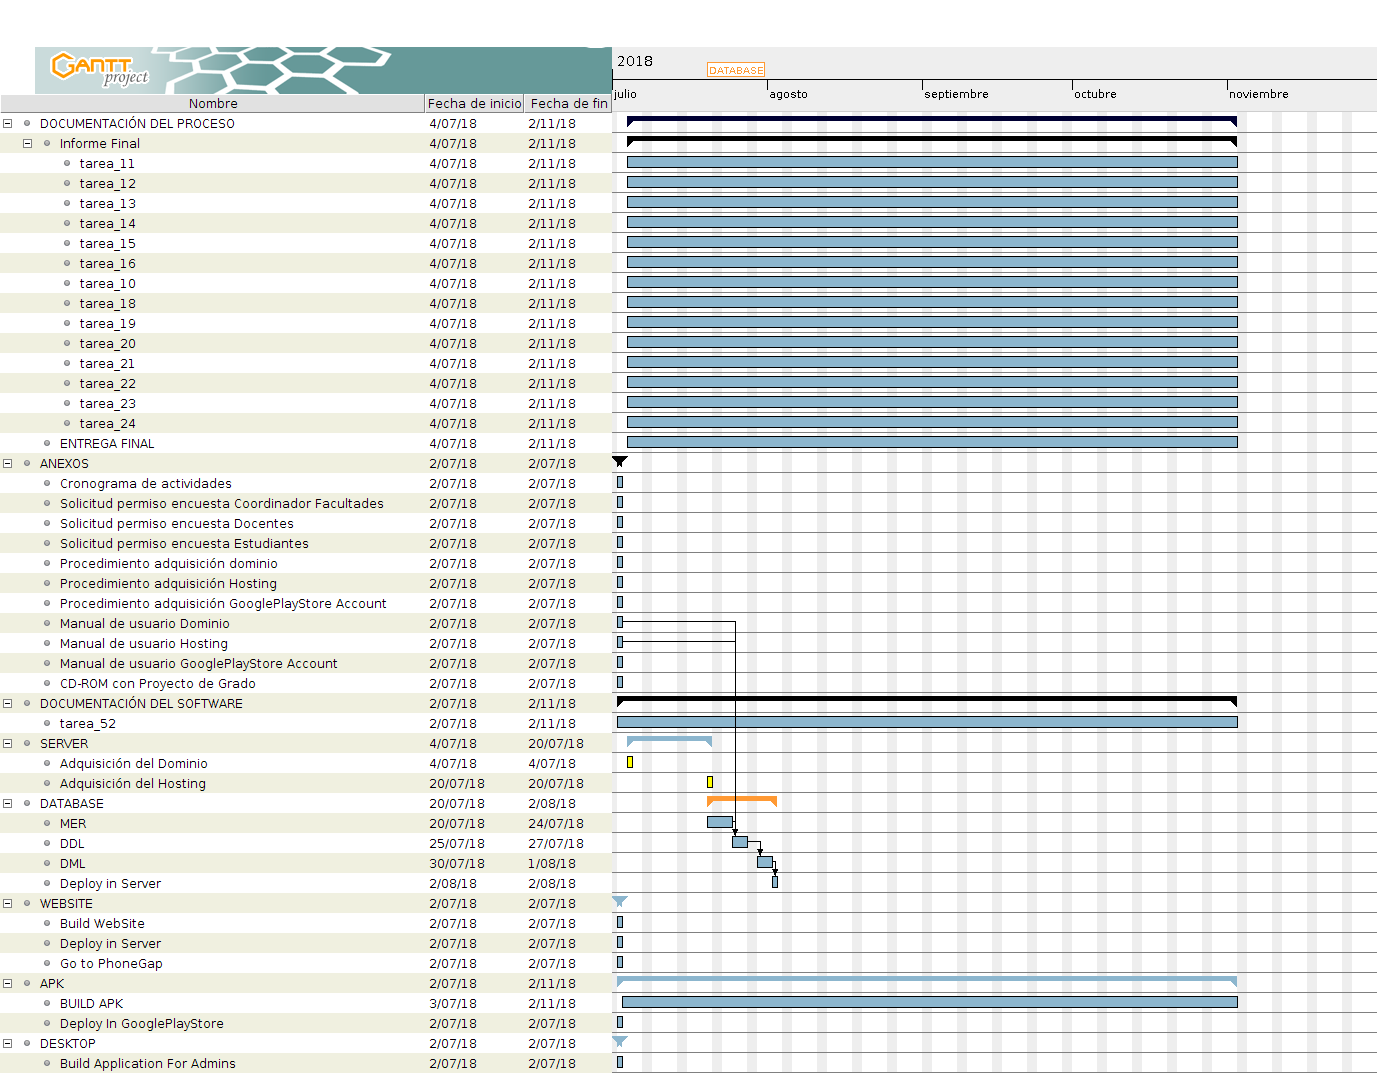 GANTT
project
2018
DATABASE
julio agosto septiembre octubre noviembre
Nombre Fecha de inicio Fecha de fin
DOCUMENTACIÓN DEL PROCESO 4/07/18 2/11/18
Informe Final 4/07/18 2/11/18
tarea_11 4/07/18 2/11/18
tarea_12 4/07/18 2/11/18
tarea_13 4/07/18 2/11/18
tarea_14 4/07/18 2/11/18
tarea_15 4/07/18 2/11/18
tarea_16 4/07/18 2/11/18
tarea_10 4/07/18 2/11/18
tarea_18 4/07/18 2/11/18
tarea_19 4/07/18 2/11/18
tarea_20 4/07/18 2/11/18
tarea_21 4/07/18 2/11/18
tarea_22 4/07/18 2/11/18
tarea_23 4/07/18 2/11/18
tarea_24 4/07/18 2/11/18
ENTREGA FINAL 4/07/18 2/11/18
ANEXOS 2/07/18 2/07/18
Cronograma de actividades 2/07/18 2/07/18
Solicitud permiso encuesta Coordinador Facultades 2/07/18 2/07/18
Solicitud permiso encuesta Docentes 2/07/18 2/07/18
Solicitud permiso encuesta Estudiantes 2/07/18 2/07/18
Procedimiento adquisición dominio 2/07/18 2/07/18
Procedimiento adquisición Hosting 2/07/18 2/07/18
Procedimiento adquisición GooglePlayStore Account 2/07/18 2/07/18
Manual de usuario Dominio 2/07/18 2/07/18
Manual de usuario Hosting 2/07/18 2/07/18
Manual de usuario GooglePlayStore Account 2/07/18 2/07/18
CD-ROM con Proyecto de Grado 2/07/18 2/07/18
DOCUMENTACIÓN DEL SOFTWARE 2/07/18 2/11/18
tarea_52 2/07/18 2/11/18
SERVER 4/07/18 20/07/18
Adquisición del Dominio 4/07/18 4/07/18
Adquisición del Hosting 20/07/18 20/07/18
DATABASE 20/07/18 2/08/18
MER 20/07/18 24/07/18
DDL 25/07/18 27/07/18
DML 30/07/18 1/08/18
Deploy in Server 2/08/18 2/08/18
WEBSITE 2/07/18 2/07/18
Build WebSite 2/07/18 2/07/18
Deploy in Server 2/07/18 2/07/18
Go to PhoneGap 2/07/18 2/07/18
APK 2/07/18 2/11/18
BUILD APK 3/07/18 2/11/18
Deploy In GooglePlayStore 2/07/18 2/07/18
DESKTOP 2/07/18 2/07/18
Build Application For Admins 2/07/18 2/07/18